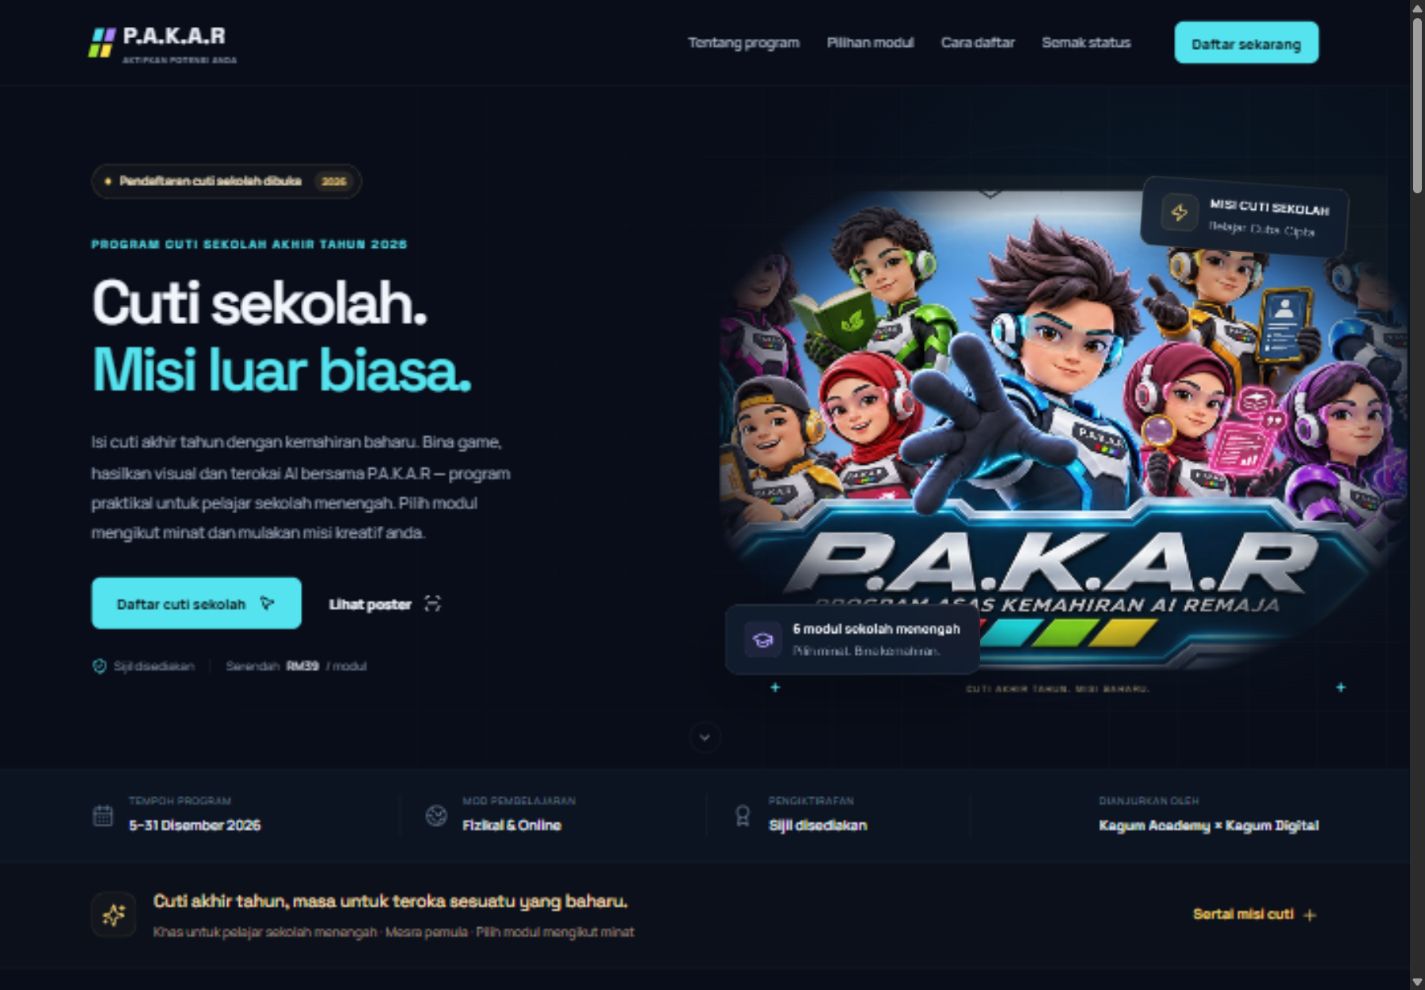 P.A.K.A.R
AKTIPKAN POTENSI ANDA
Tentang program
Pilihan modul
Cara daftar
Semak status
Daftar sekarang
Pendaftaran cuti sekolah dibuka
2026
PROGRAM CUTI SEKOLAH AKHIR TAHUN 2026
Cuti sekolah.
Misi luar biasa.
Isi cuti akhir tahun dengan kemahiran baharu. Bina game,
hasilkan visual dan terokai AI bersama P.A.K.A.R — program
praktikal untuk pelajar sekolah menengah. Pilih modul
mengikut minat dan mulakan misi kreatif anda.
Daftar cuti sekolah
Lihat poster
Sijil disediakan
Serendah RM39 / modul
MISI CUTI SEKOLAH
Belajar. Cuba. Cipta.
P.A.K.A.R
PROGRAM ASAS KEMAHIRAN AI REMAJA
6 modul sekolah menengah
Pilih minat. Bina kemahiran.
CUTI AKHIR TAHUN. MISI BAHARU.
TEMPOH PROGRAM
5–31 Disember 2026
MOD PEMBELAJARAN
Fizikal & Online
PENGIKTIRAFAN
Sijil disediakan
DIANJURKAN OLEH
Kagum Academy × Kagum Digital
Cuti akhir tahun, masa untuk teroka sesuatu yang baharu.
Khas untuk pelajar sekolah menengah · Mesra pemula · Pilih modul mengikut minat
Sertai misi cuti